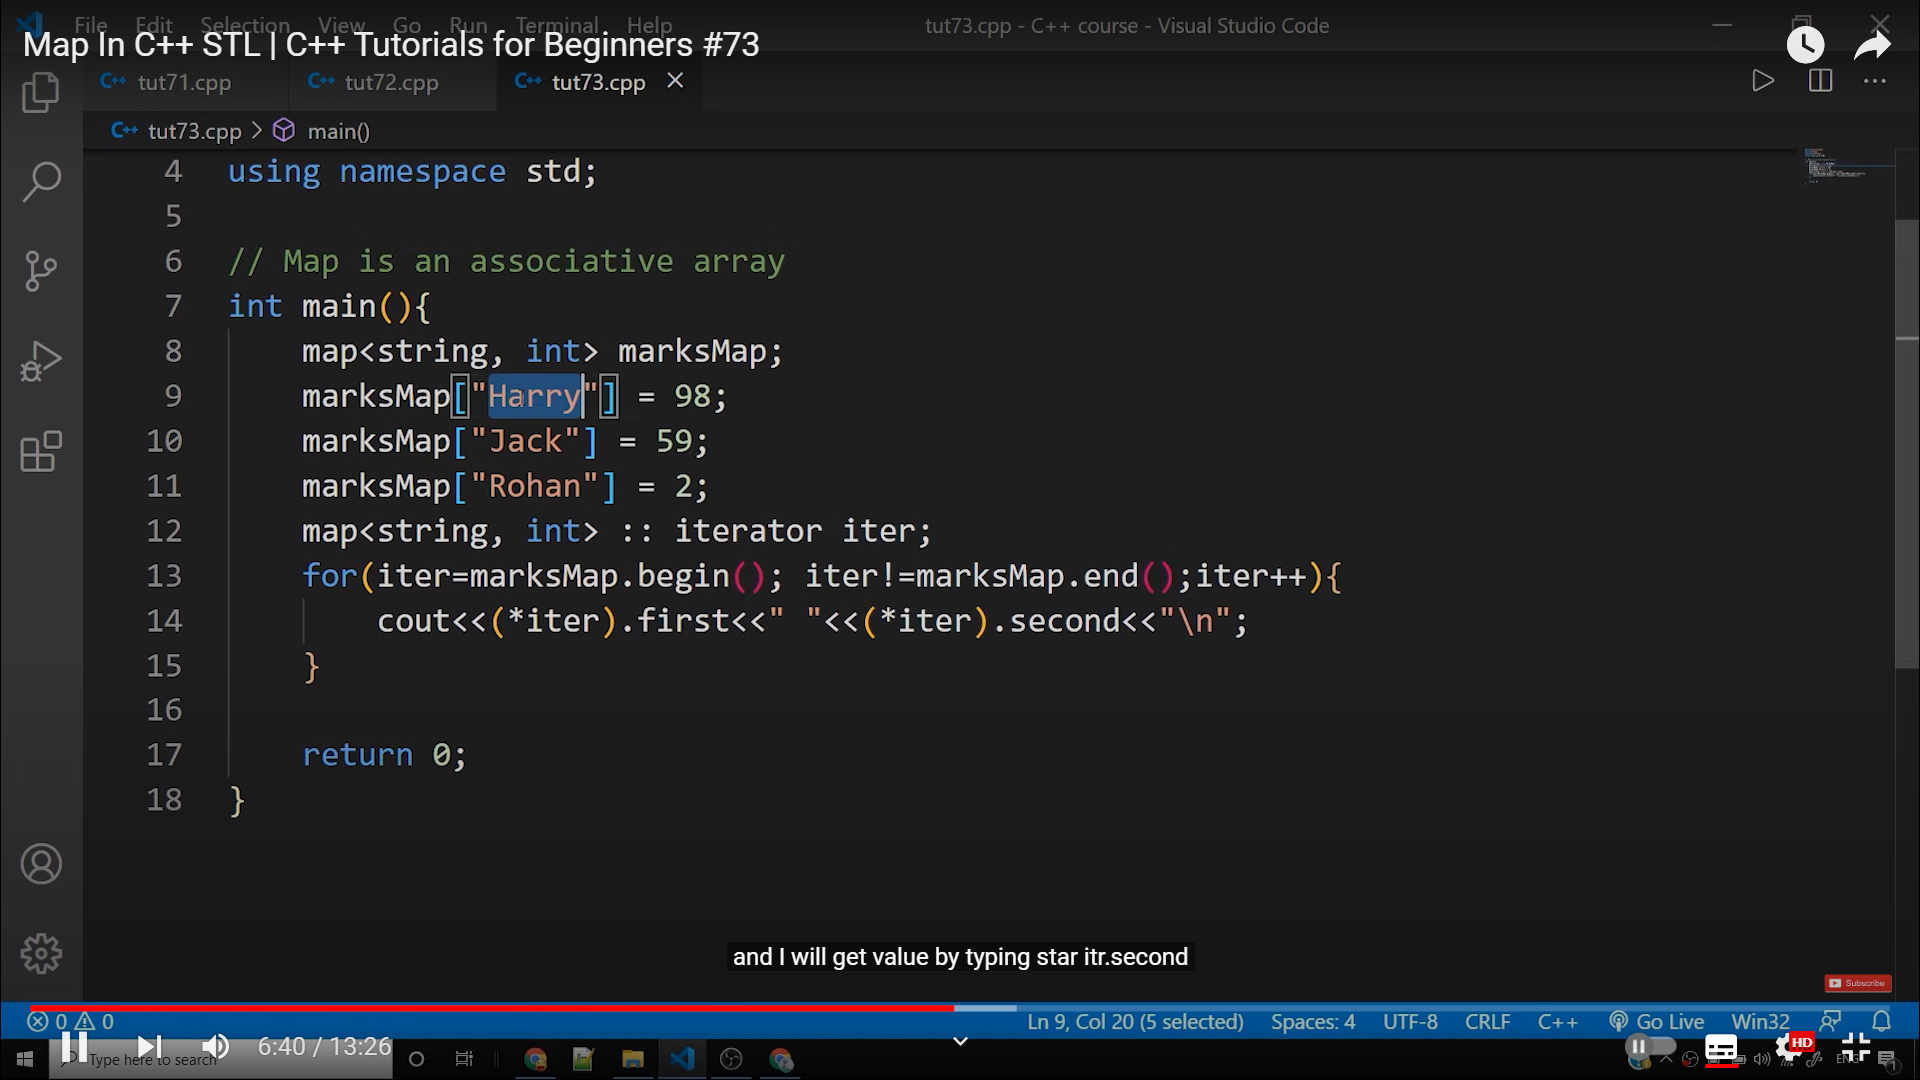 File Edit Selection View Go Run Terminal Help tut73.cpp - C++ course - Visual Studio Code
Map In C++ STL | C++ Tutorials for Beginners #73
tut71.cpp tut72.cpp tut73.cpp
tut73.cpp > main()
4 using namespace std;
5
6 // Map is an associative array
7 int main(){
8 map<string, int> marksMap;
9 marksMap["Harry"] = 98;
10 marksMap["Jack"] = 59;
11 marksMap["Rohan"] = 2;
12 map<string, int> :: iterator iter;
13 for(iter=marksMap.begin(); iter!=marksMap.end();iter++){
14 cout<<(*iter).first<<" "<<(*iter).second<<"\n";
15 }
16
17 return 0;
18 }
and I will get value by typing star itr.second
Subscribe
0 0 Ln 9, Col 20 (5 selected) Spaces: 4 UTF-8 CRLF C++ Go Live Win32
6:40 / 13:26 HD
Type here to search ENG